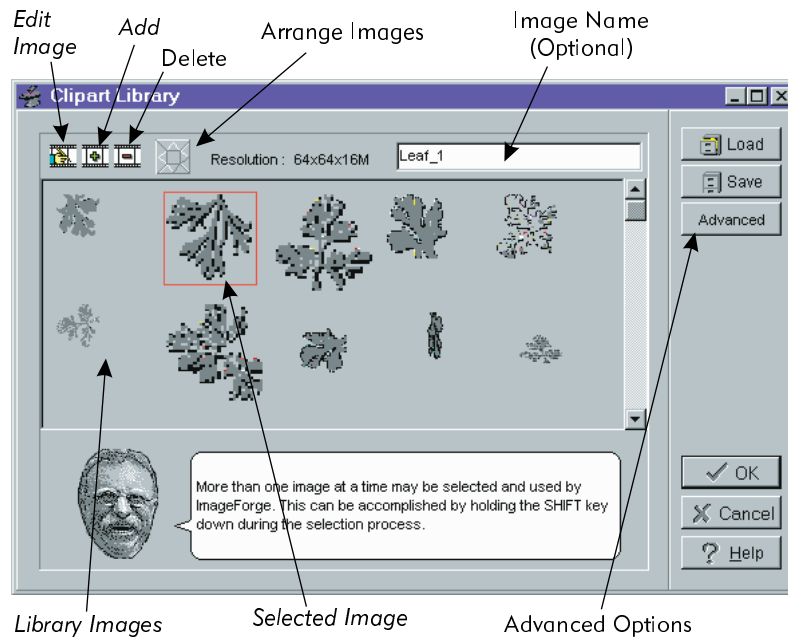 Edit
Image
Add
Delete
Arrange Images
Image Name
(Optional)
Clipart Library
Resolution : 64x64x16M
Leaf_1
Load
Save
Advanced
More than one image at a time may be selected and used by
ImageForge. This can be accomplished by holding the SHIFT key
down during the selection process.
OK
Cancel
Help
Library Images
Selected Image
Advanced Options